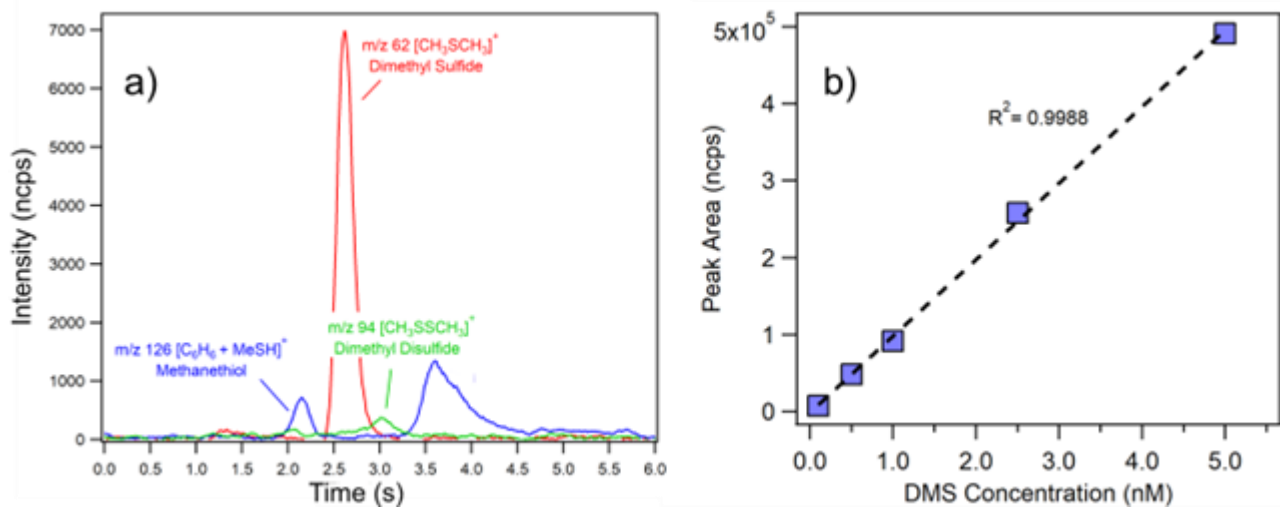 a)
7000
6000
5000
4000
3000
2000
1000
0
Intensity (ncps)
m/z 62 [CH₃SCH₃]⁺
Dimethyl Sulfide
m/z 94 [CH₃SSCH₃]⁺
Dimethyl Disulfide
m/z 126 [C₆H₆ + MeSH]⁺
Methanethiol
0.0 0.5 1.0 1.5 2.0 2.5 3.0 3.5 4.0 4.5 5.0 5.5 6.0
Time (s)
b)
5x10⁵
4
3
2
1
0
Peak Area (ncps)
R²= 0.9988
0.0 1.0 2.0 3.0 4.0 5.0
DMS Concentration (nM)